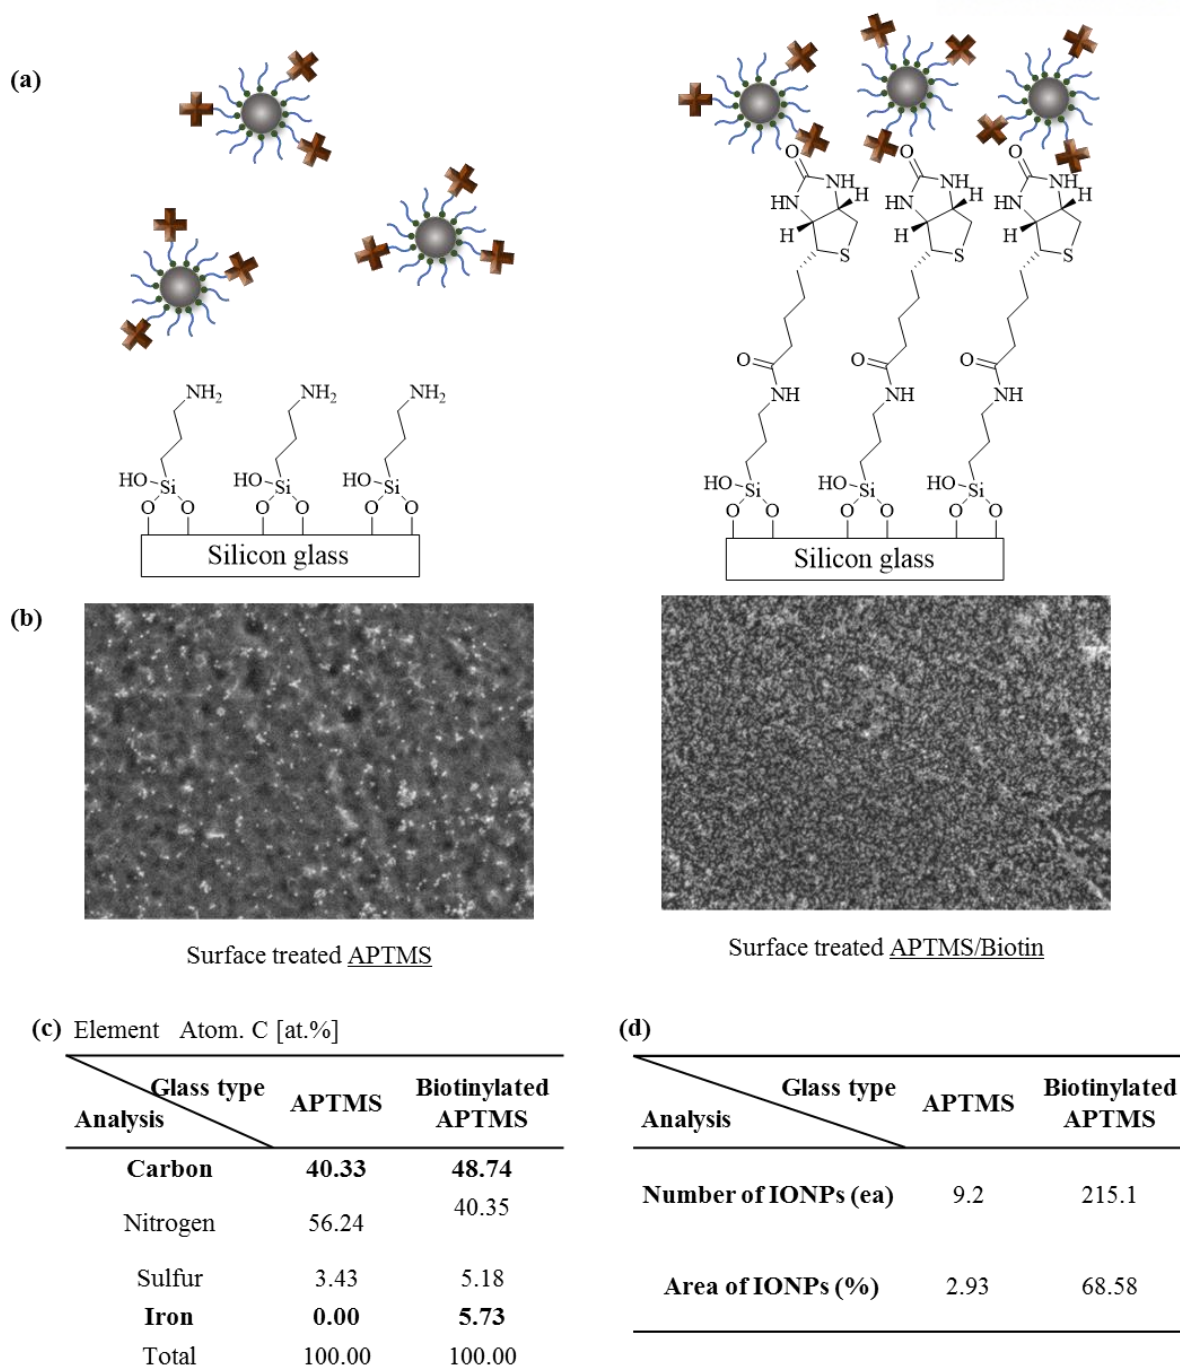 (a)
NH2 NH2 NH2
HO Si HO Si HO Si
O O O O O O
Silicon glass
O O O
NH NH NH
HN HN HN
H H H
H H H
S S S
O O O
NH NH NH
HO Si HO Si HO Si
O O O O O O
Silicon glass
(b)
Surface treated APTMS
Surface treated APTMS/Biotin
(c) Element Atom. C [at.%]
Glass type
Analysis
APTMS
Biotinylated
APTMS
Carbon 40.33 48.74
Nitrogen 56.24 40.35
Sulfur 3.43 5.18
Iron 0.00 5.73
Total 100.00 100.00
(d)
Glass type
Analysis
APTMS
Biotinylated
APTMS
Number of IONPs (ea) 9.2 215.1
Area of IONPs (%) 2.93 68.58